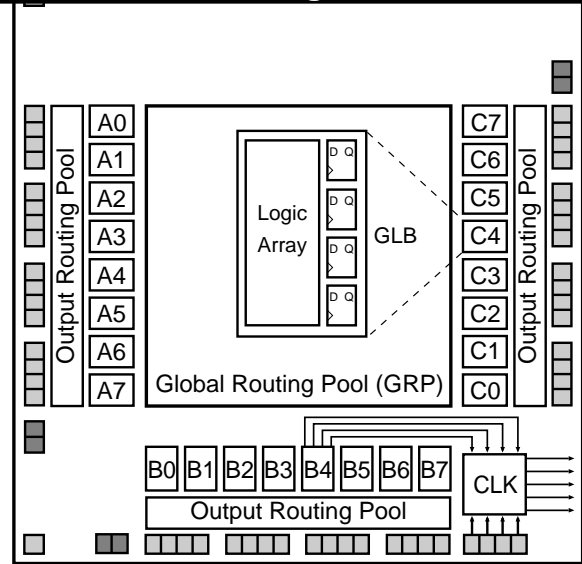 A0
A1
A2
A3
A4
A5
A6
A7
Output Routing Pool
Logic
Array
D Q
D Q
D Q
D Q
GLB
Global Routing Pool (GRP)
C7
C6
C5
C4
C3
C2
C1
C0
Output Routing Pool
B0 B1 B2 B3 B4 B5 B6 B7
Output Routing Pool
CLK